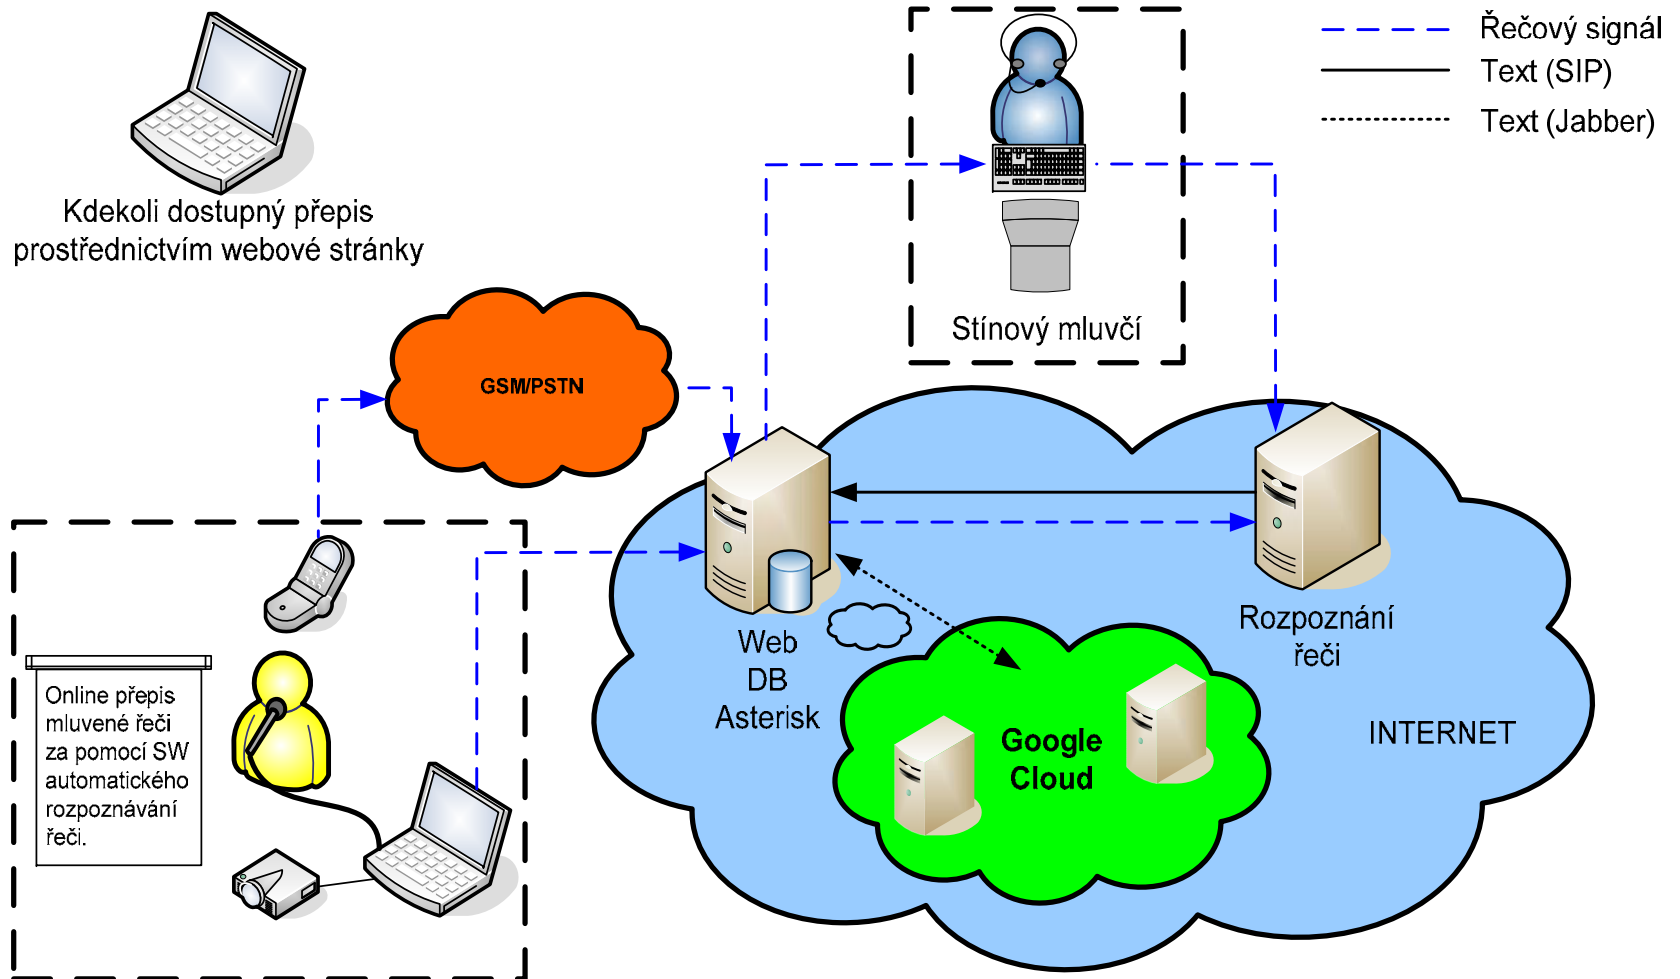 Řečový signál
Text (SIP)
Text (Jabber)
Kdekoli dostupný přepis
prostřednictvím webové stránky
Stínový mluvčí
GSM/PSTN
Online přepis
mluvené řeči
za pomocí SW
automatického
rozpoznávání
řeči.
Web
DB
Asterisk
Rozpoznání
řeči
Google
Cloud
INTERNET